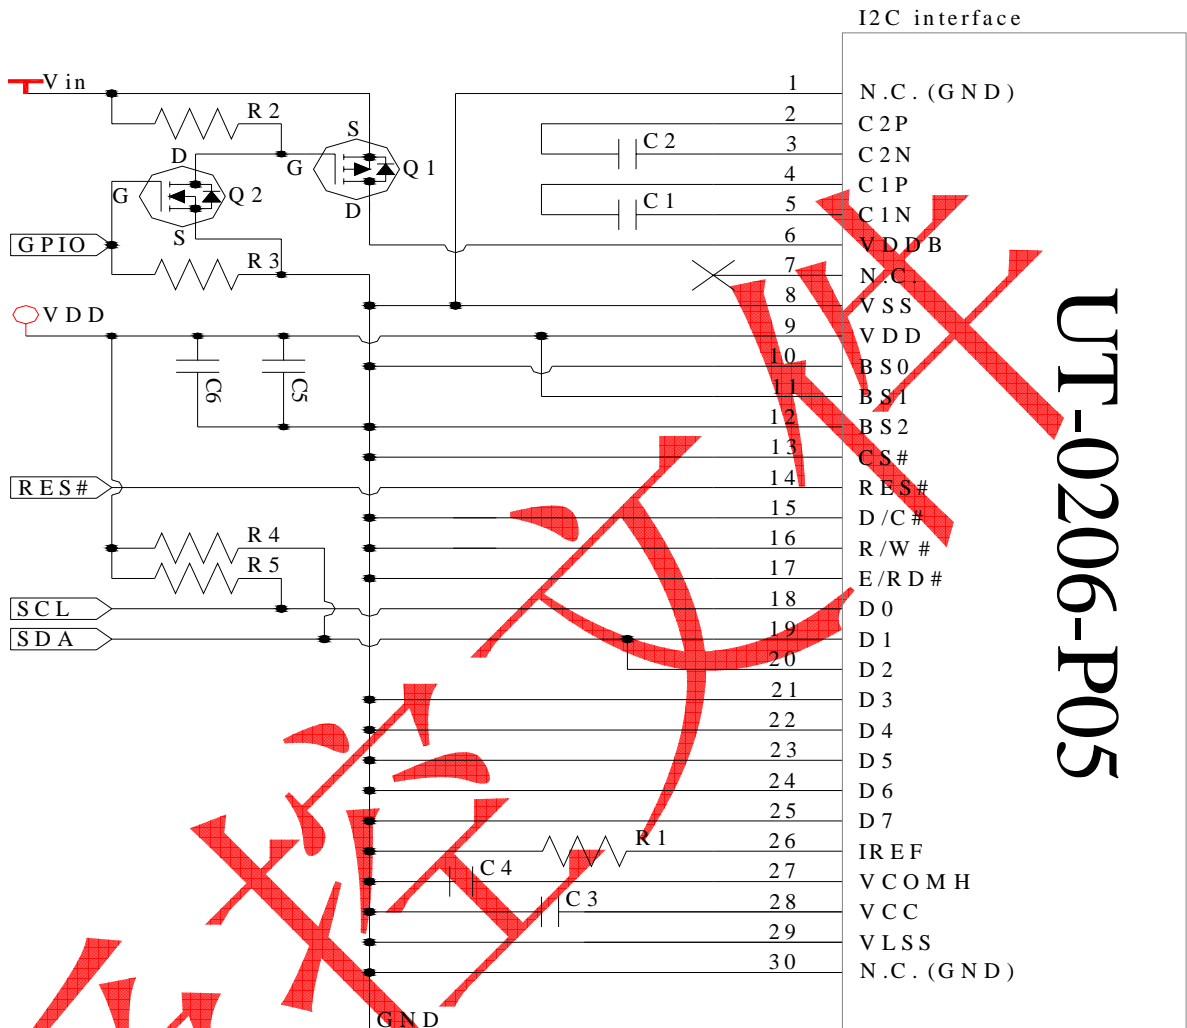 I2C interface
Vin
R2
S
G
Q1
D
D
G
Q2
S
GPIO
R3
VDD
C6
C5
RES#
R4
R5
SCL
SDA
C2
C1
R1
C4
C3
GND
1 N.C. (GND)
2 C2P
3 C2N
4 C1P
5 C1N
6 VDDB
7 N.C.
8 VSS
9 VDD
10 BS0
11 BS1
12 BS2
13 CS#
14 RES#
15 D/C#
16 R/W#
17 E/RD#
18 D0
19 D1
20 D2
21 D3
22 D4
23 D5
24 D6
25 D7
26 IREF
27 VCOMH
28 VCC
29 VLSS
30 N.C. (GND)
UT-0206-P05